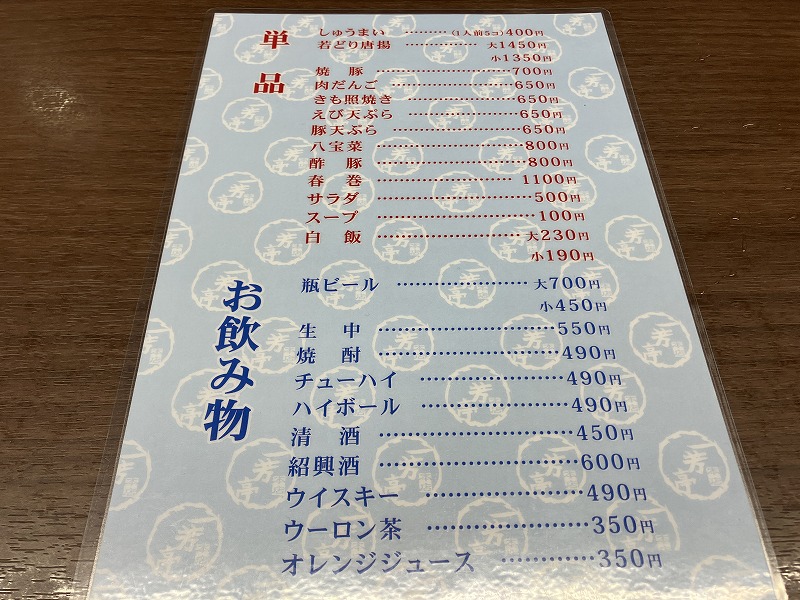 単品
しゅうまい ………（1人前5コ）400円
若どり唐揚 …………… 大1450円
小1350円
焼豚 ………………………… 700円
肉だんご …………………… 650円
きも照焼き ………………… 650円
えび天ぷら ………………… 650円
豚天ぷら …………………… 650円
八宝菜 ……………………… 800円
酢豚 ………………………… 800円
春巻 ………………………… 1100円
サラダ ……………………… 500円
スープ ……………………… 100円
白飯 ………………………… 大230円
小190円
お飲み物
瓶ビール …………………… 大700円
小450円
生中 ………………………… 550円
焼酎 ………………………… 490円
チューハイ ………………… 490円
ハイボール ………………… 490円
清酒 ………………………… 450円
紹興酒 ……………………… 600円
ウイスキー ………………… 490円
ウーロン茶 ………………… 350円
オレンジジュース ………… 350円